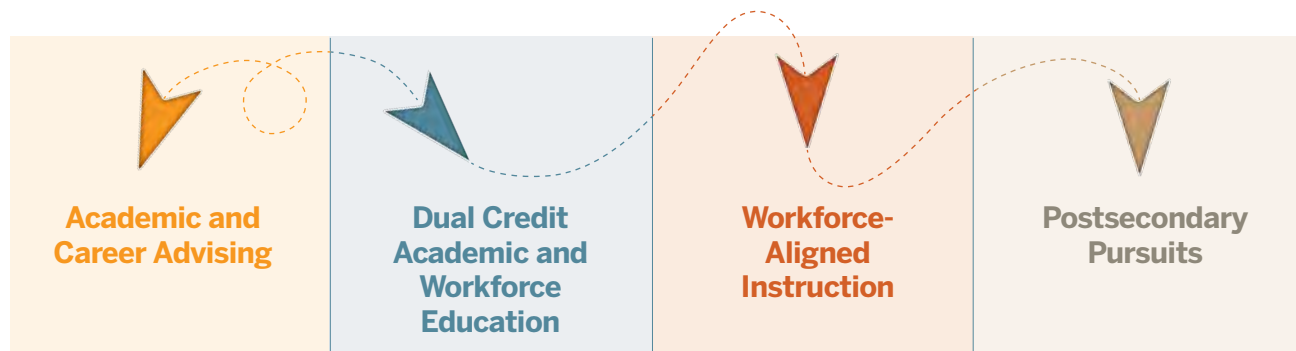 Academic and
Career Advising
Dual Credit
Academic and
Workforce
Education
Workforce-
Aligned
Instruction
Postsecondary
Pursuits